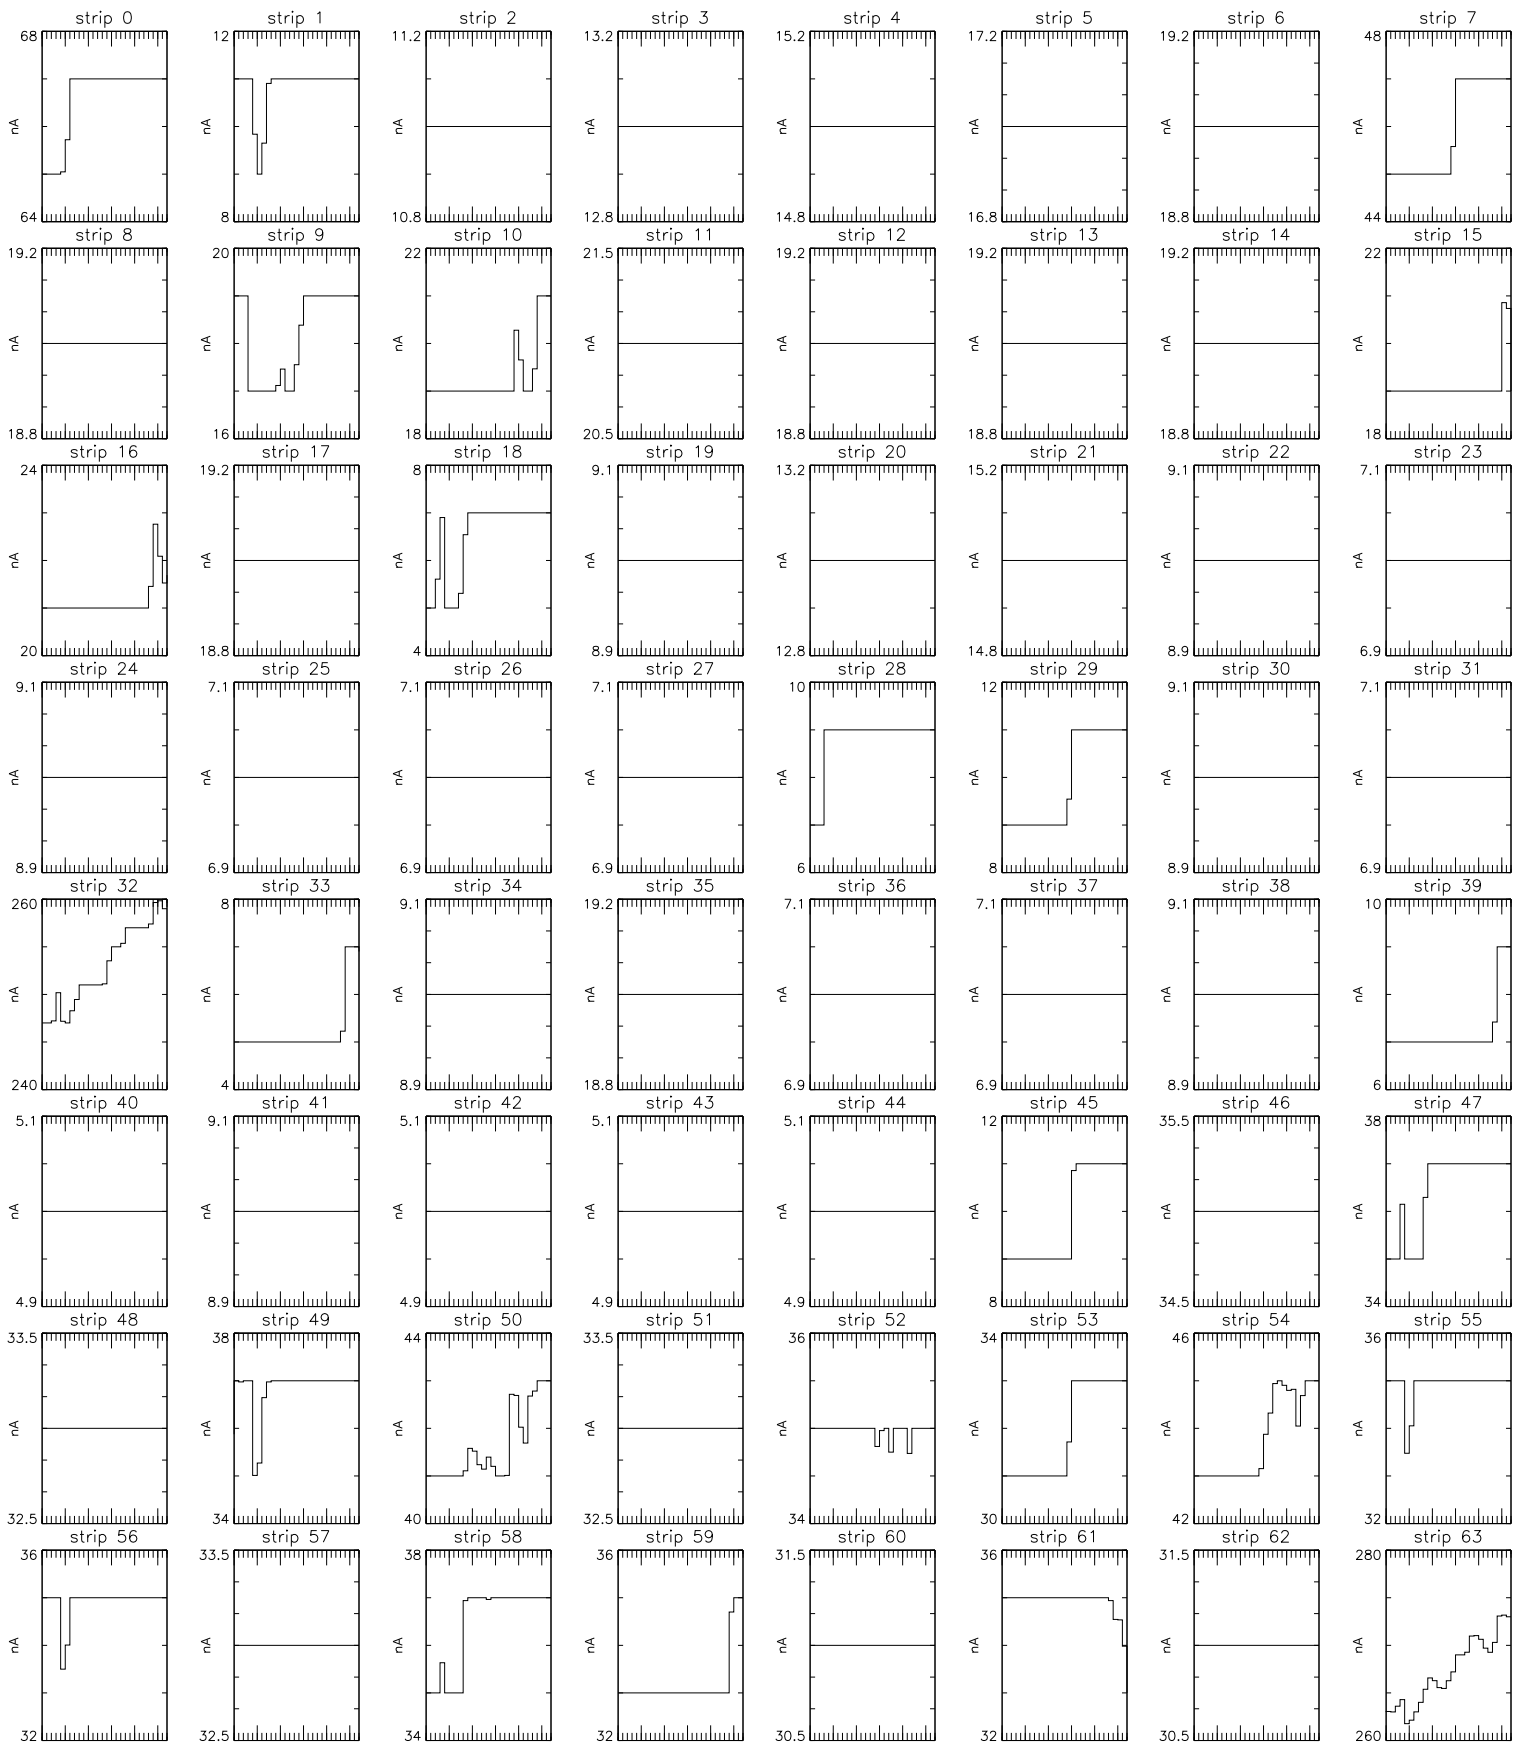 strip 0 strip 1 strip 2 strip 3 strip 4 strip 5 strip 6 strip 7
68 12 11.2 13.2 15.2 17.2 19.2 48
nA nA nA nA nA nA nA nA
64 8 10.8 12.8 14.8 16.8 18.8 44
strip 8 strip 9 strip 10 strip 11 strip 12 strip 13 strip 14 strip 15
19.2 20 22 21.5 19.2 19.2 19.2 22
nA nA nA nA nA nA nA nA
18.8 16 18 20.5 18.8 18.8 18.8 18
strip 16 strip 17 strip 18 strip 19 strip 20 strip 21 strip 22 strip 23
24 19.2 8 9.1 13.2 15.2 9.1 7.1
nA nA nA nA nA nA nA nA
20 18.8 4 8.9 12.8 14.8 8.9 6.9
strip 24 strip 25 strip 26 strip 27 strip 28 strip 29 strip 30 strip 31
9.1 7.1 7.1 7.1 10 12 9.1 7.1
nA nA nA nA nA nA nA nA
8.9 6.9 6.9 6.9 6 8 8.9 6.9
strip 32 strip 33 strip 34 strip 35 strip 36 strip 37 strip 38 strip 39
260 8 9.1 19.2 7.1 7.1 9.1 10
nA nA nA nA nA nA nA nA
240 4 8.9 18.8 6.9 6.9 8.9 6
strip 40 strip 41 strip 42 strip 43 strip 44 strip 45 strip 46 strip 47
5.1 9.1 5.1 5.1 5.1 12 35.5 38
nA nA nA nA nA nA nA nA
4.9 8.9 4.9 4.9 4.9 8 34.5 34
strip 48 strip 49 strip 50 strip 51 strip 52 strip 53 strip 54 strip 55
33.5 38 44 33.5 36 34 46 36
nA nA nA nA nA nA nA nA
32.5 34 40 32.5 34 30 42 32
strip 56 strip 57 strip 58 strip 59 strip 60 strip 61 strip 62 strip 63
36 33.5 38 36 31.5 36 31.5 280
nA nA nA nA nA nA nA nA
32 32.5 34 32 30.5 32 30.5 260